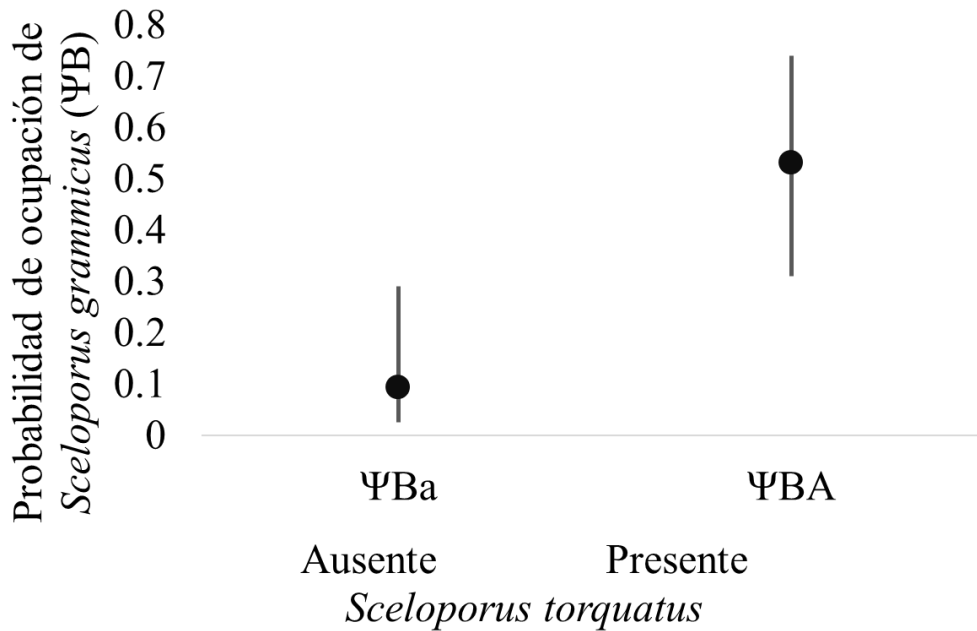 Probabilidad de ocupación de
Sceloporus grammicus (ΨB)
0.8
0.7
0.6
0.5
0.4
0.3
0.2
0.1
0
ΨBa ΨBA
Ausente Presente
Sceloporus torquatus